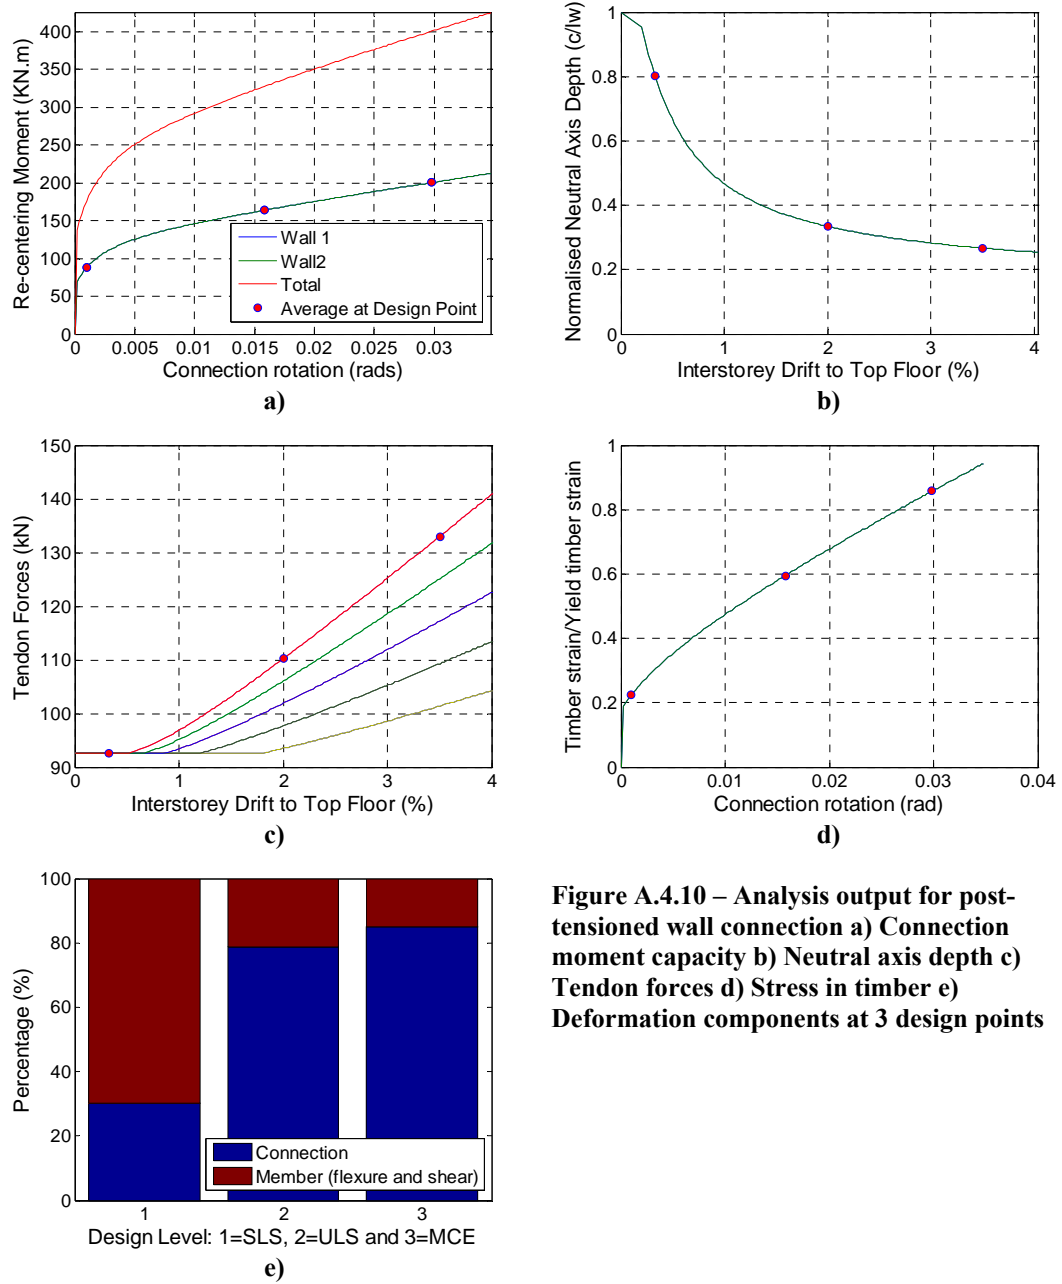 Re-centering Moment (KN.m)
400
350
300
250
200
150
100
50
0
Wall 1
Wall2
Total
Average at Design Point
0 0.005 0.01 0.015 0.02 0.025 0.03
Connection rotation (rads)
a)
Normalised Neutral Axis Depth (c/lw)
1
0.8
0.6
0.4
0.2
0
0 1 2 3 4
Interstorey Drift to Top Floor (%)
b)
Tendon Forces (kN)
150
140
130
120
110
100
90
0 1 2 3 4
Interstorey Drift to Top Floor (%)
c)
Timber strain/Yield timber strain
1
0.8
0.6
0.4
0.2
0
0 0.01 0.02 0.03 0.04
Connection rotation (rad)
d)
Percentage (%)
100
80
60
40
20
0
Connection
Member (flexure and shear)
1 2 3
Design Level: 1=SLS, 2=ULS and 3=MCE
e)
Figure A.4.10 – Analysis output for post-
tensioned wall connection a) Connection
moment capacity b) Neutral axis depth c)
Tendon forces d) Stress in timber e)
Deformation components at 3 design points